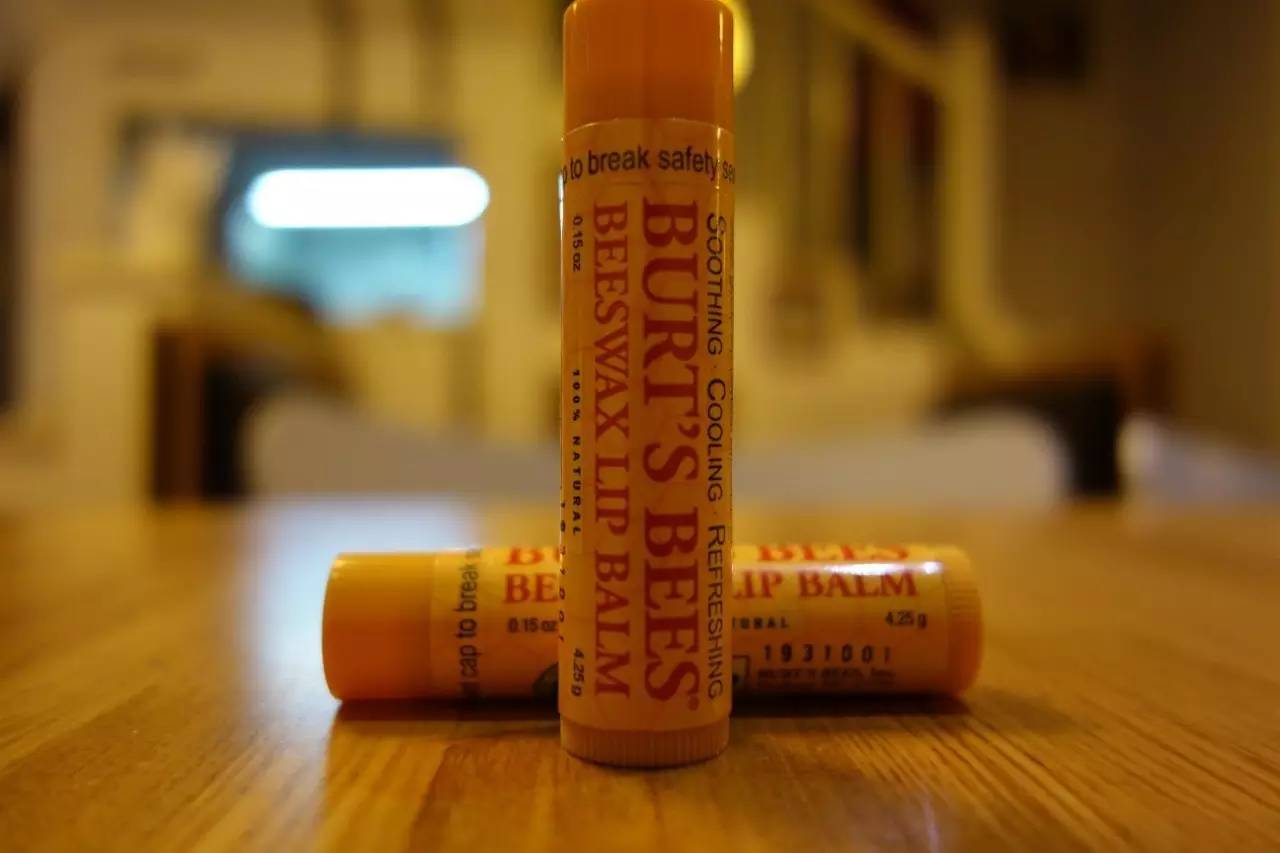 to break safety
SOOTHING · COOLING · REFRESHING
BURT'S BEES®
BEESWAX LIP BALM
0.15 oz 100% NATURAL 4.25 g
cap to break
BEES
BE LIP BALM
0.15 oz 4.25 g
1931001